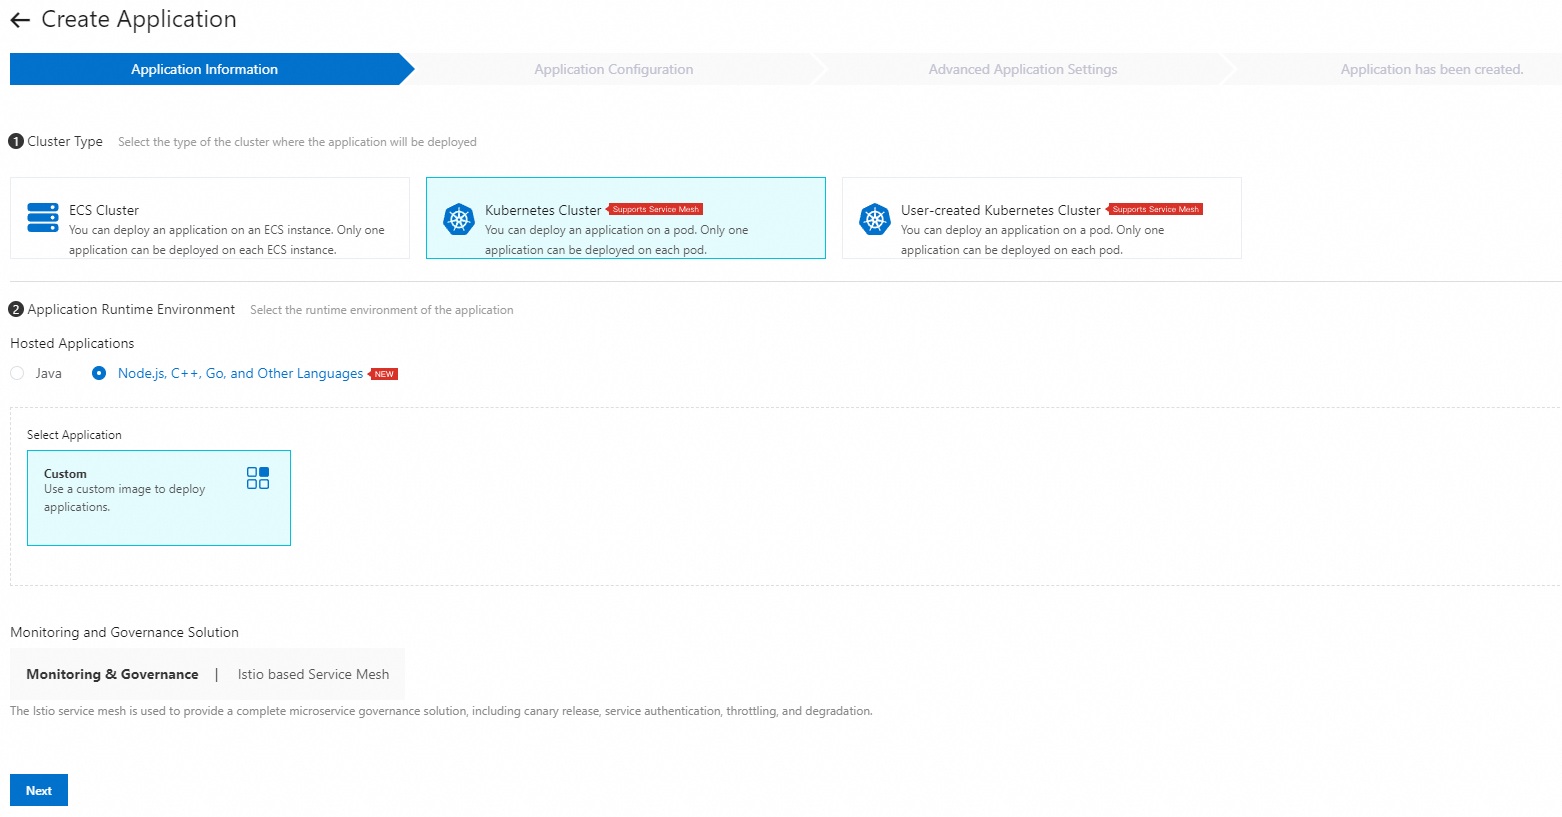 Create Application
Application Information
Application Configuration
Advanced Application Settings
Application has been created.
1 Cluster Type Select the type of the cluster where the application will be deployed
ECS Cluster
You can deploy an application on an ECS instance. Only one
application can be deployed on each ECS instance.
Kubernetes Cluster Supports Service Mesh
You can deploy an application on a pod. Only one
application can be deployed on each pod.
User-created Kubernetes Cluster Supports Service Mesh
You can deploy an application on a pod. Only one
application can be deployed on each pod.
2 Application Runtime Environment Select the runtime environment of the application
Hosted Applications
Java Node.js, C++, Go, and Other Languages NEW
Select Application
Custom
Use a custom image to deploy
applications.
Monitoring and Governance Solution
Monitoring & Governance | Istio based Service Mesh
The Istio service mesh is used to provide a complete microservice governance solution, including canary release, service authentication, throttling, and degradation.
Next